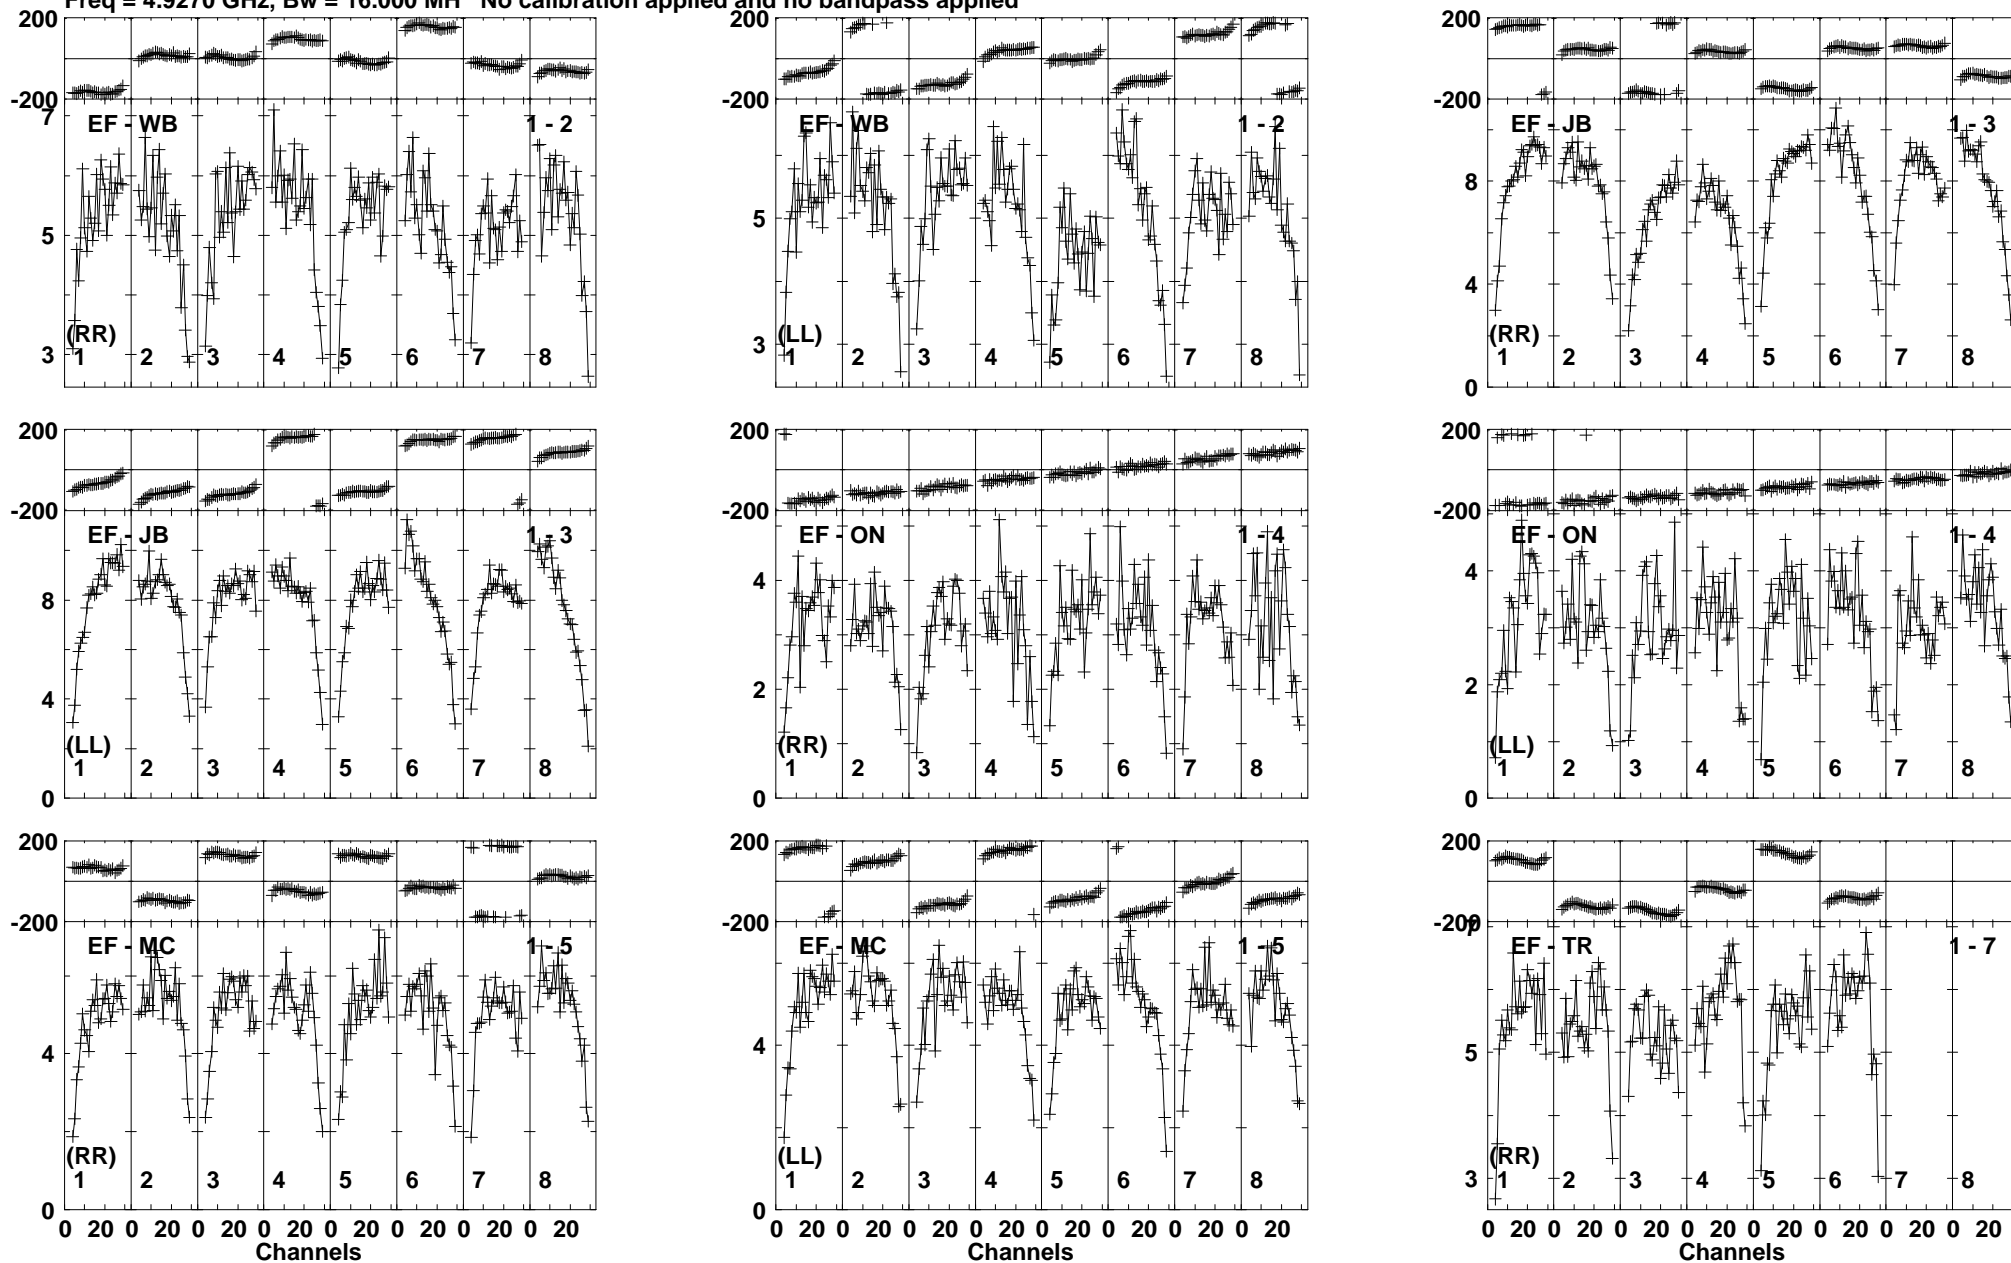 Freq = 4.9270 GHz, Bw = 16.000 MH No calibration applied and no bandpass applied
200
-200
7
5
3
EF - WB 1 - 2
(RR)
1 2 3 4 5 6 7 8
200
-200
5
3
EF - WB 1 - 2
(LL)
1 2 3 4 5 6 7 8
200
-200
8
4
0
EF - JB 1 - 3
(RR)
1 2 3 4 5 6 7 8
200
-200
8
4
0
EF - JB 1 - 3
(LL)
1 2 3 4 5 6 7 8
200
-200
4
2
0
EF - ON 1 - 4
(RR)
1 2 3 4 5 6 7 8
200
-200
4
2
0
EF - ON 1 - 4
(LL)
1 2 3 4 5 6 7 8
200
-200
4
0
EF - MC 1 - 5
(RR)
1 2 3 4 5 6 7 8
0 20 0 20 0 20 0 20 0 20 0 20 0 20 0 20
Channels
200
-200
4
0
EF - MC 1 - 5
(LL)
1 2 3 4 5 6 7 8
0 20 0 20 0 20 0 20 0 20 0 20 0 20 0 20
Channels
200
-200
7
5
3
EF - TR 1 - 7
(RR)
1 2 3 4 5 6 7 8
0 20 0 20 0 20 0 20 0 20 0 20 0 20 0 20
Channels